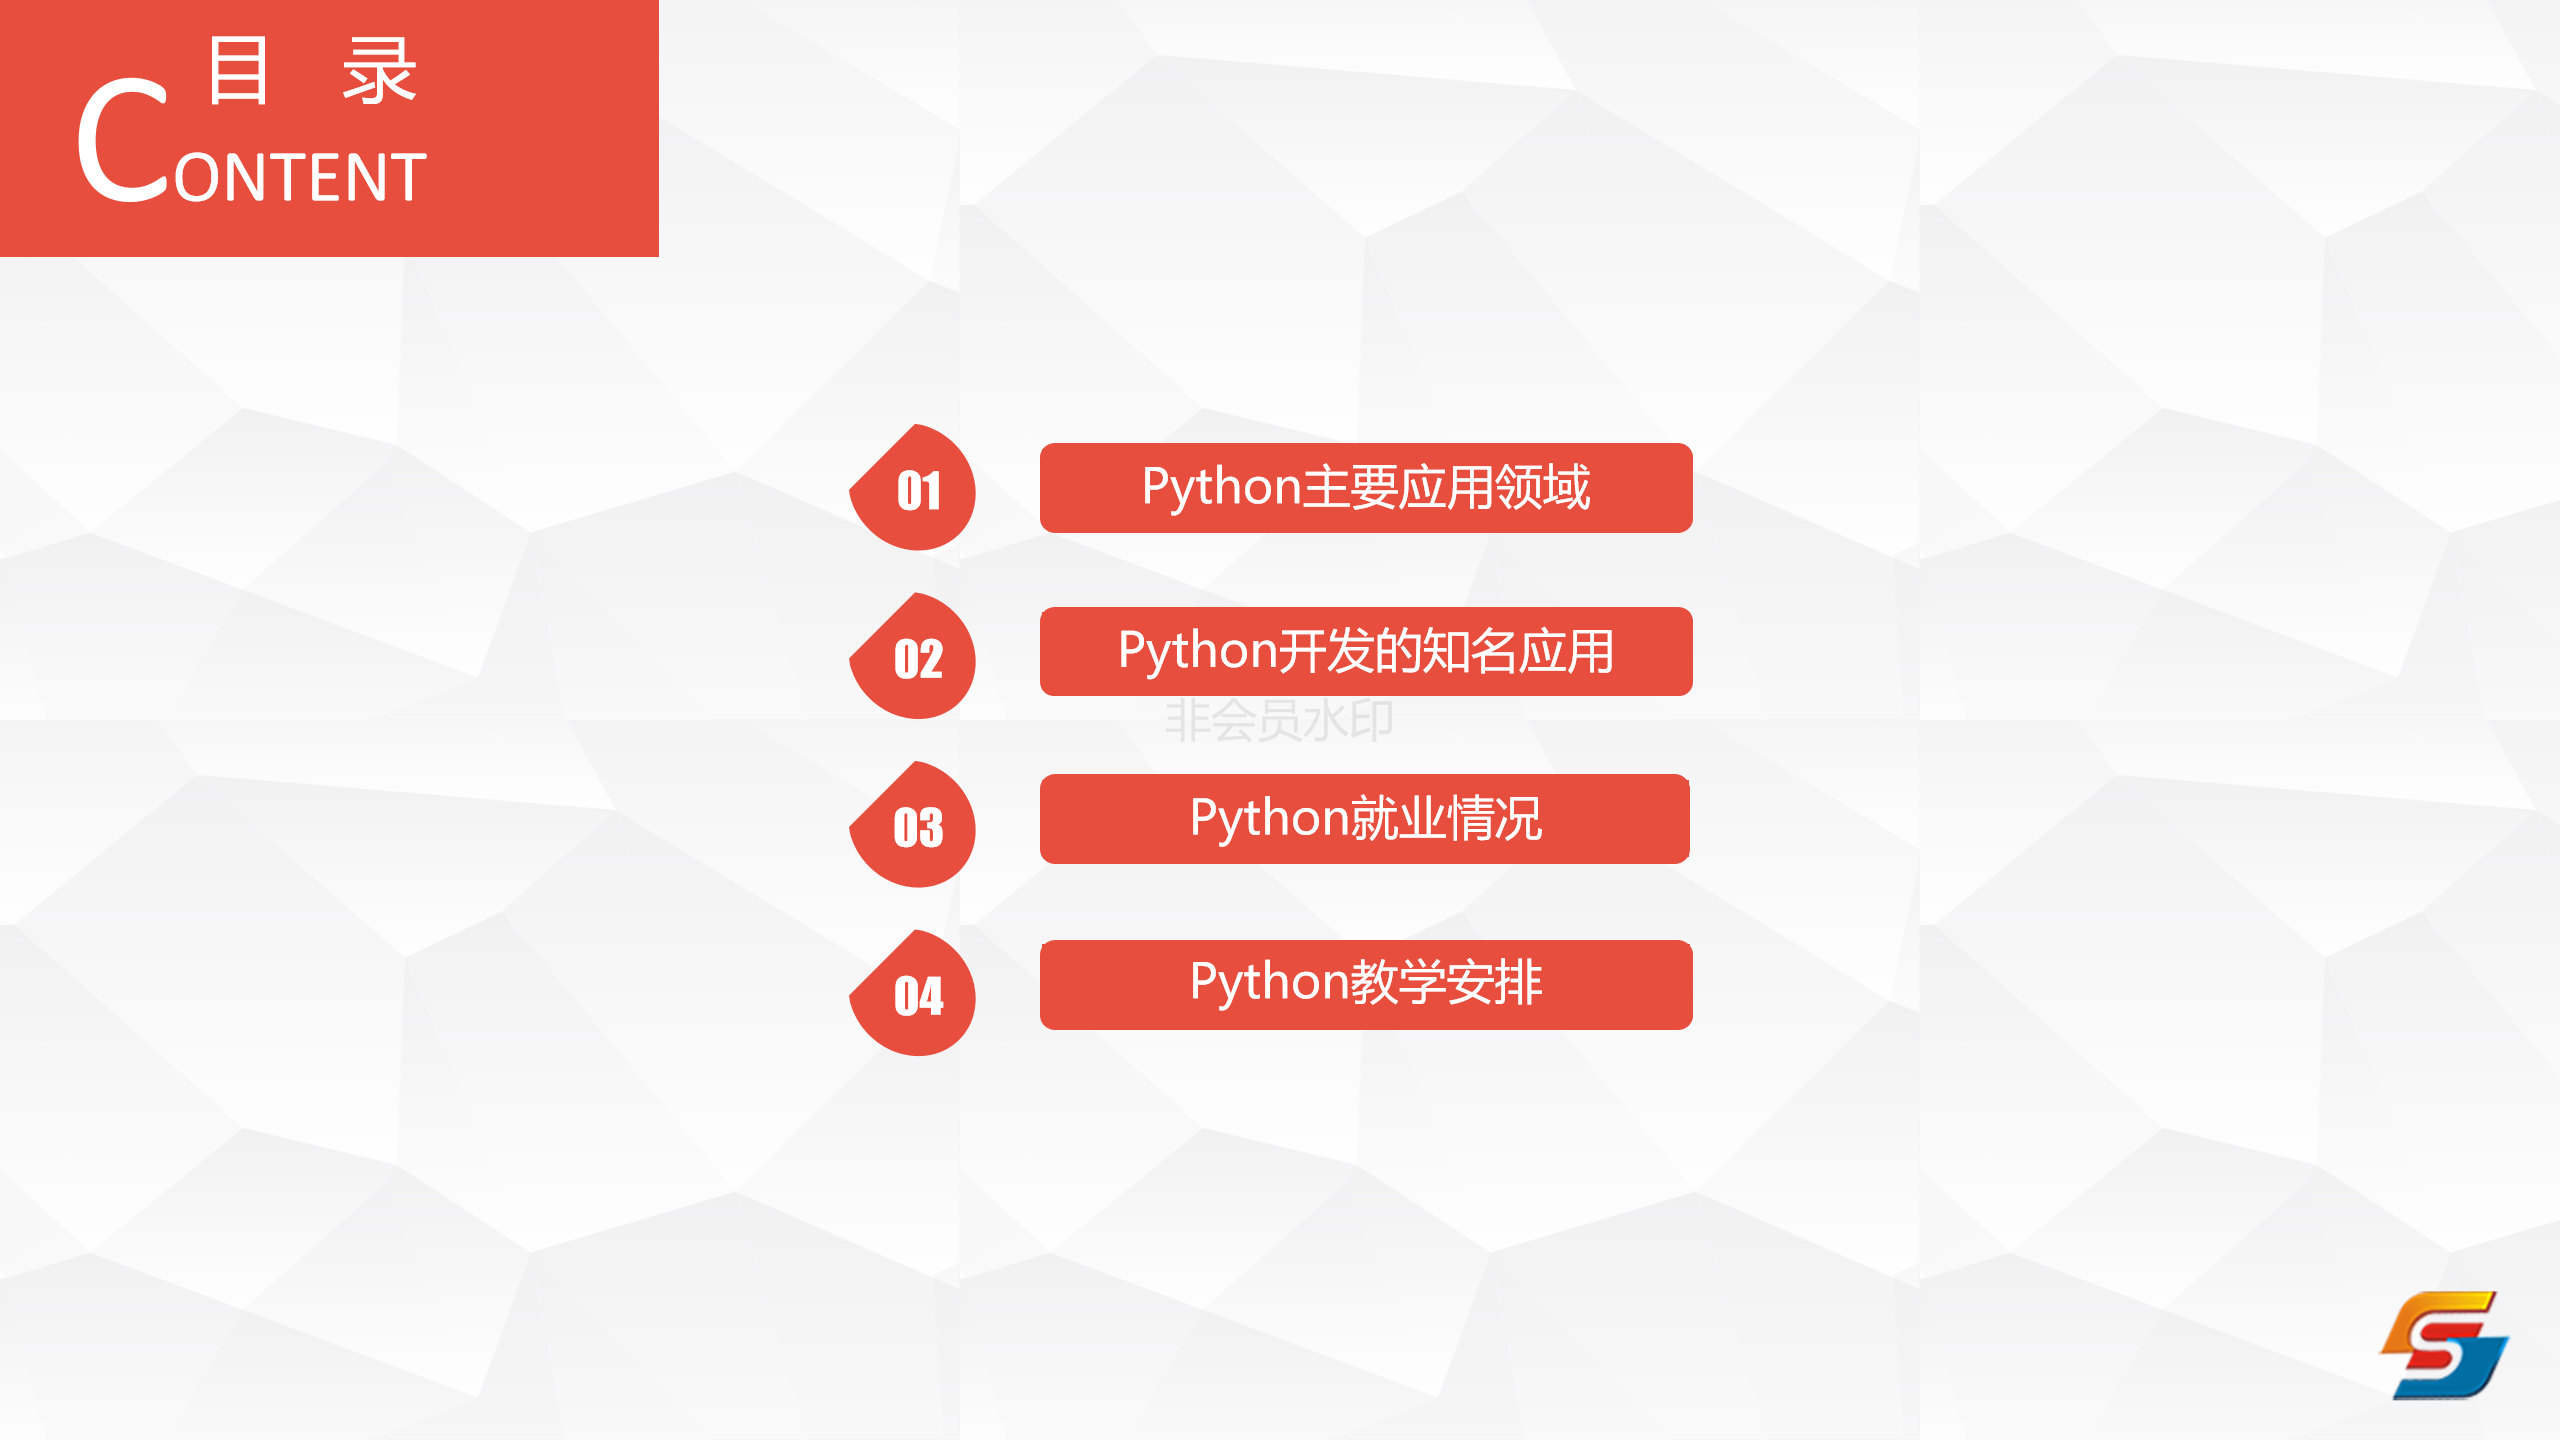 目 录
CONTENT
01 Python主要应用领域
02 Python开发的知名应用
非会员水印
03 Python就业情况
04 Python教学安排